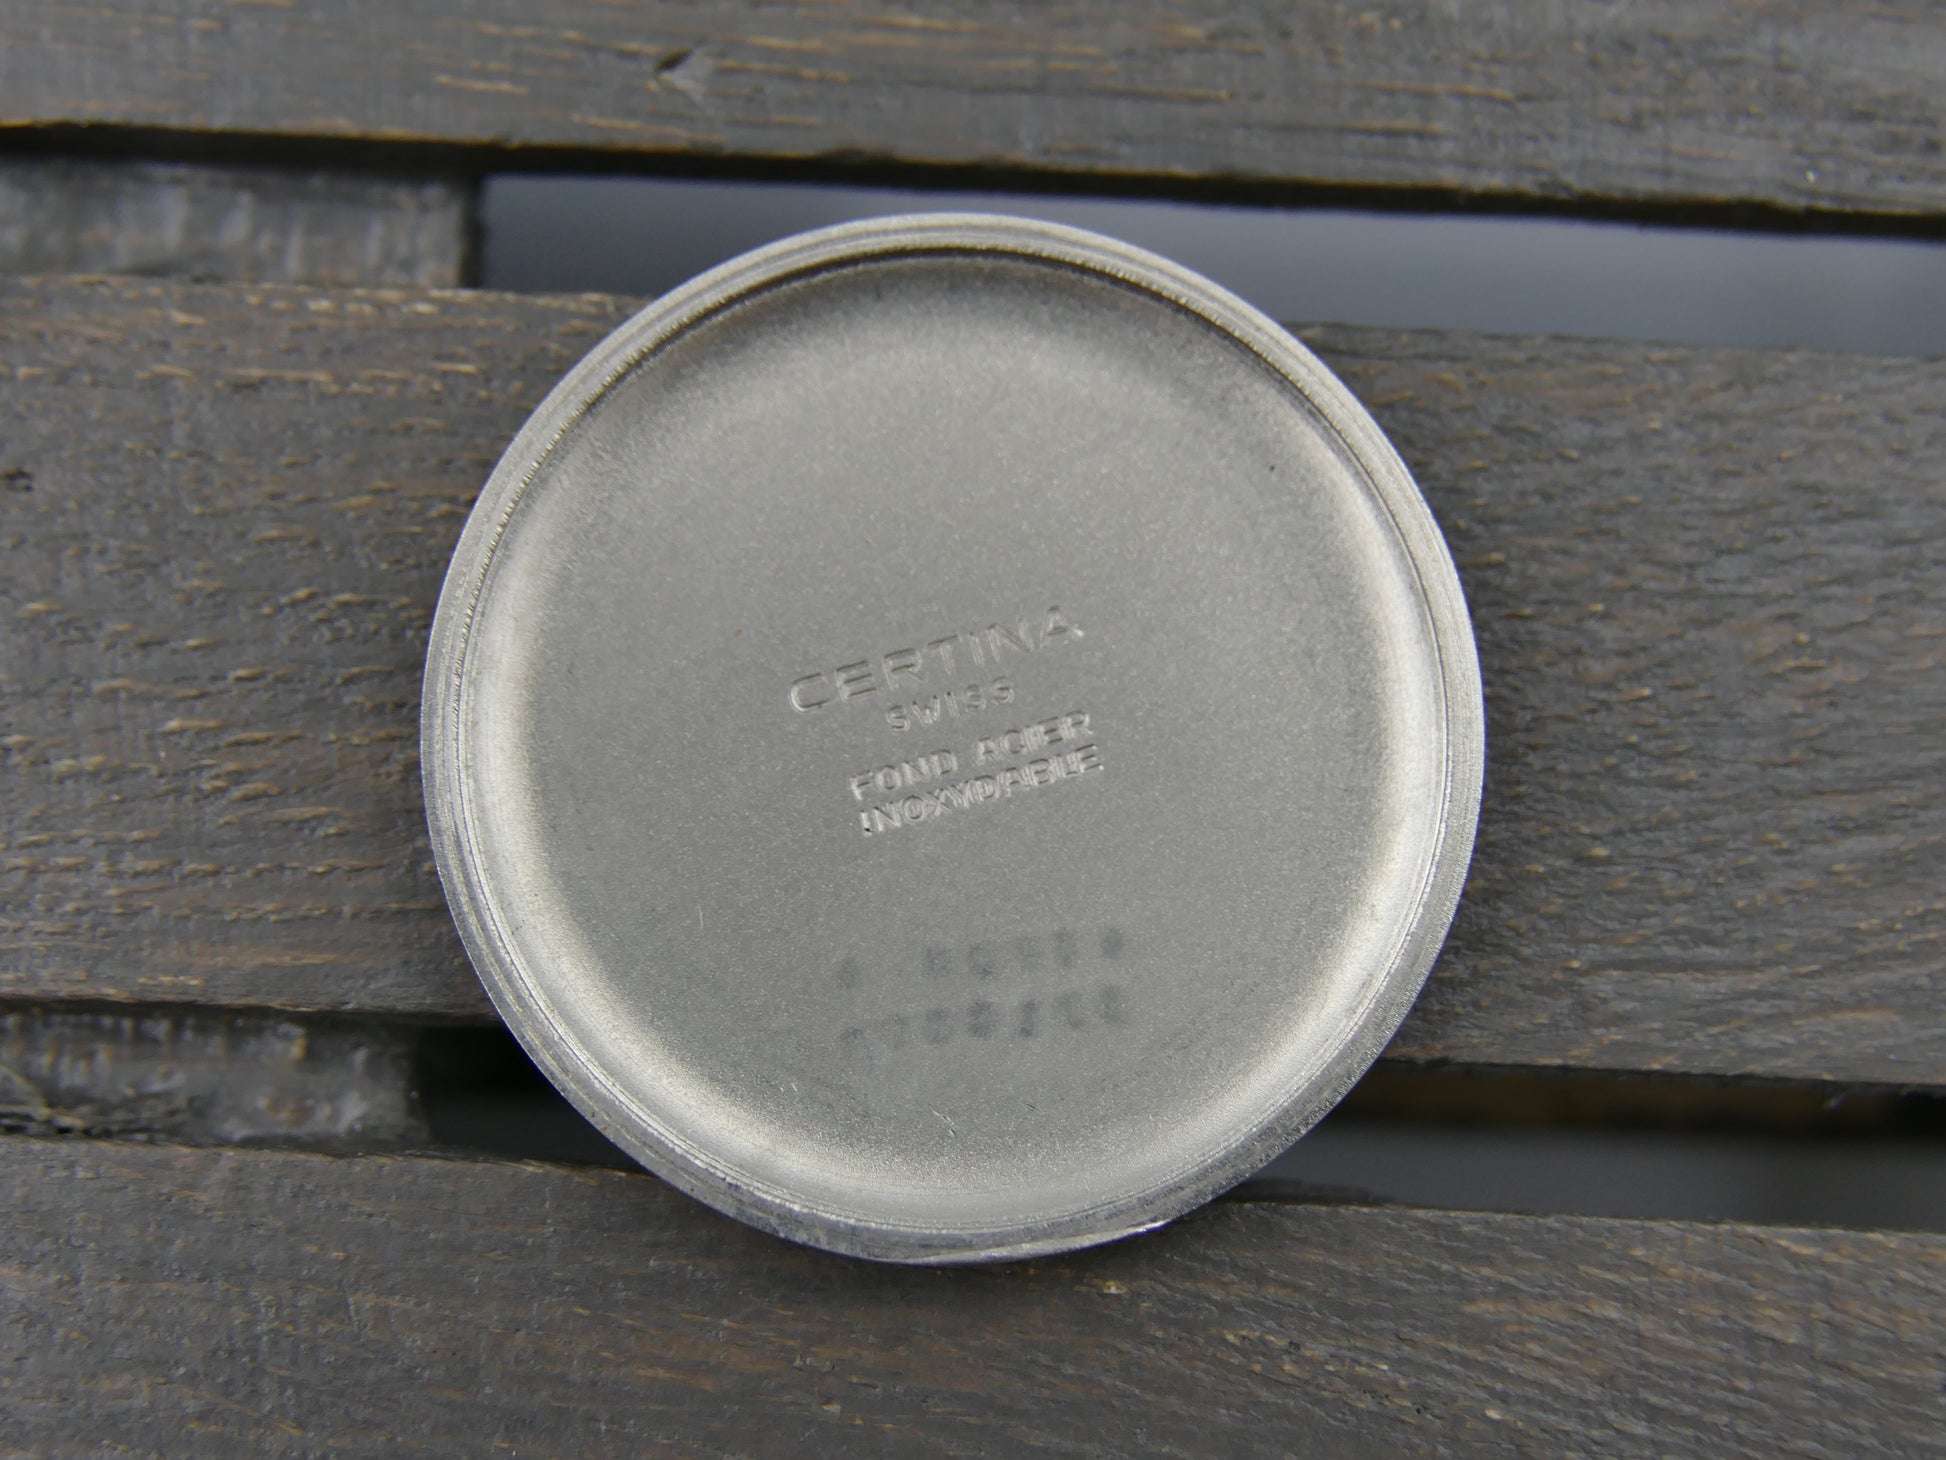 CERTINA
SWISS
FOND ACIER
INOXYDABLE